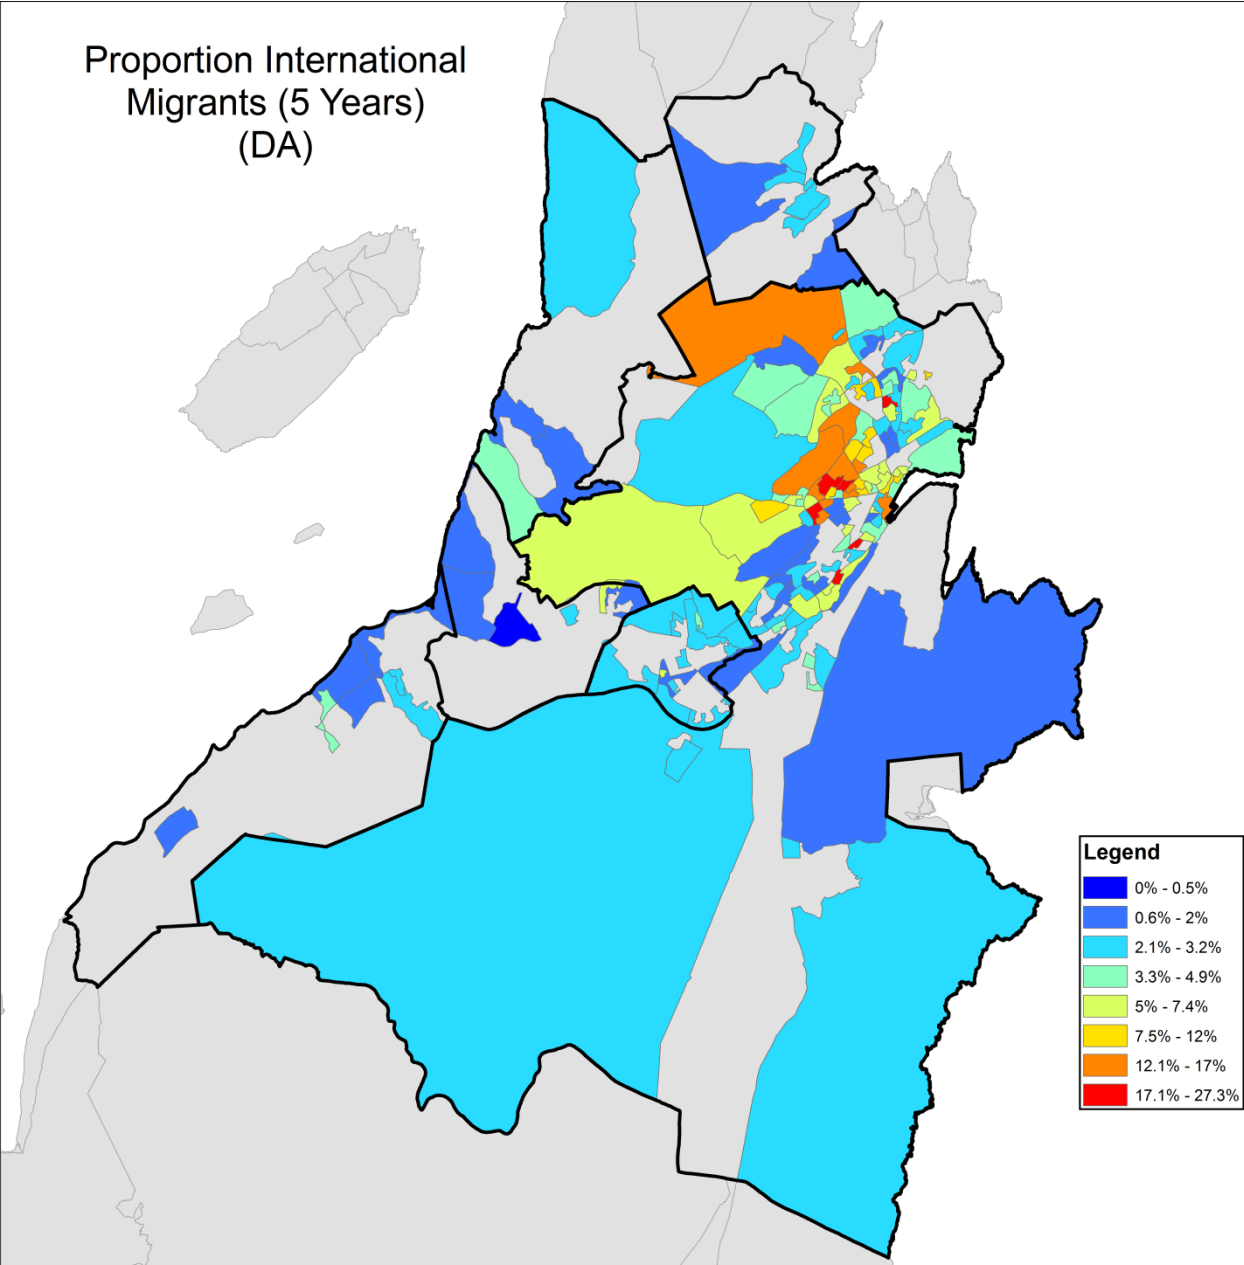 Proportion International
Migrants (5 Years)
(DA)
Legend
0% - 0.5%
0.6% - 2%
2.1% - 3.2%
3.3% - 4.9%
5% - 7.4%
7.5% - 12%
12.1% - 17%
17.1% - 27.3%